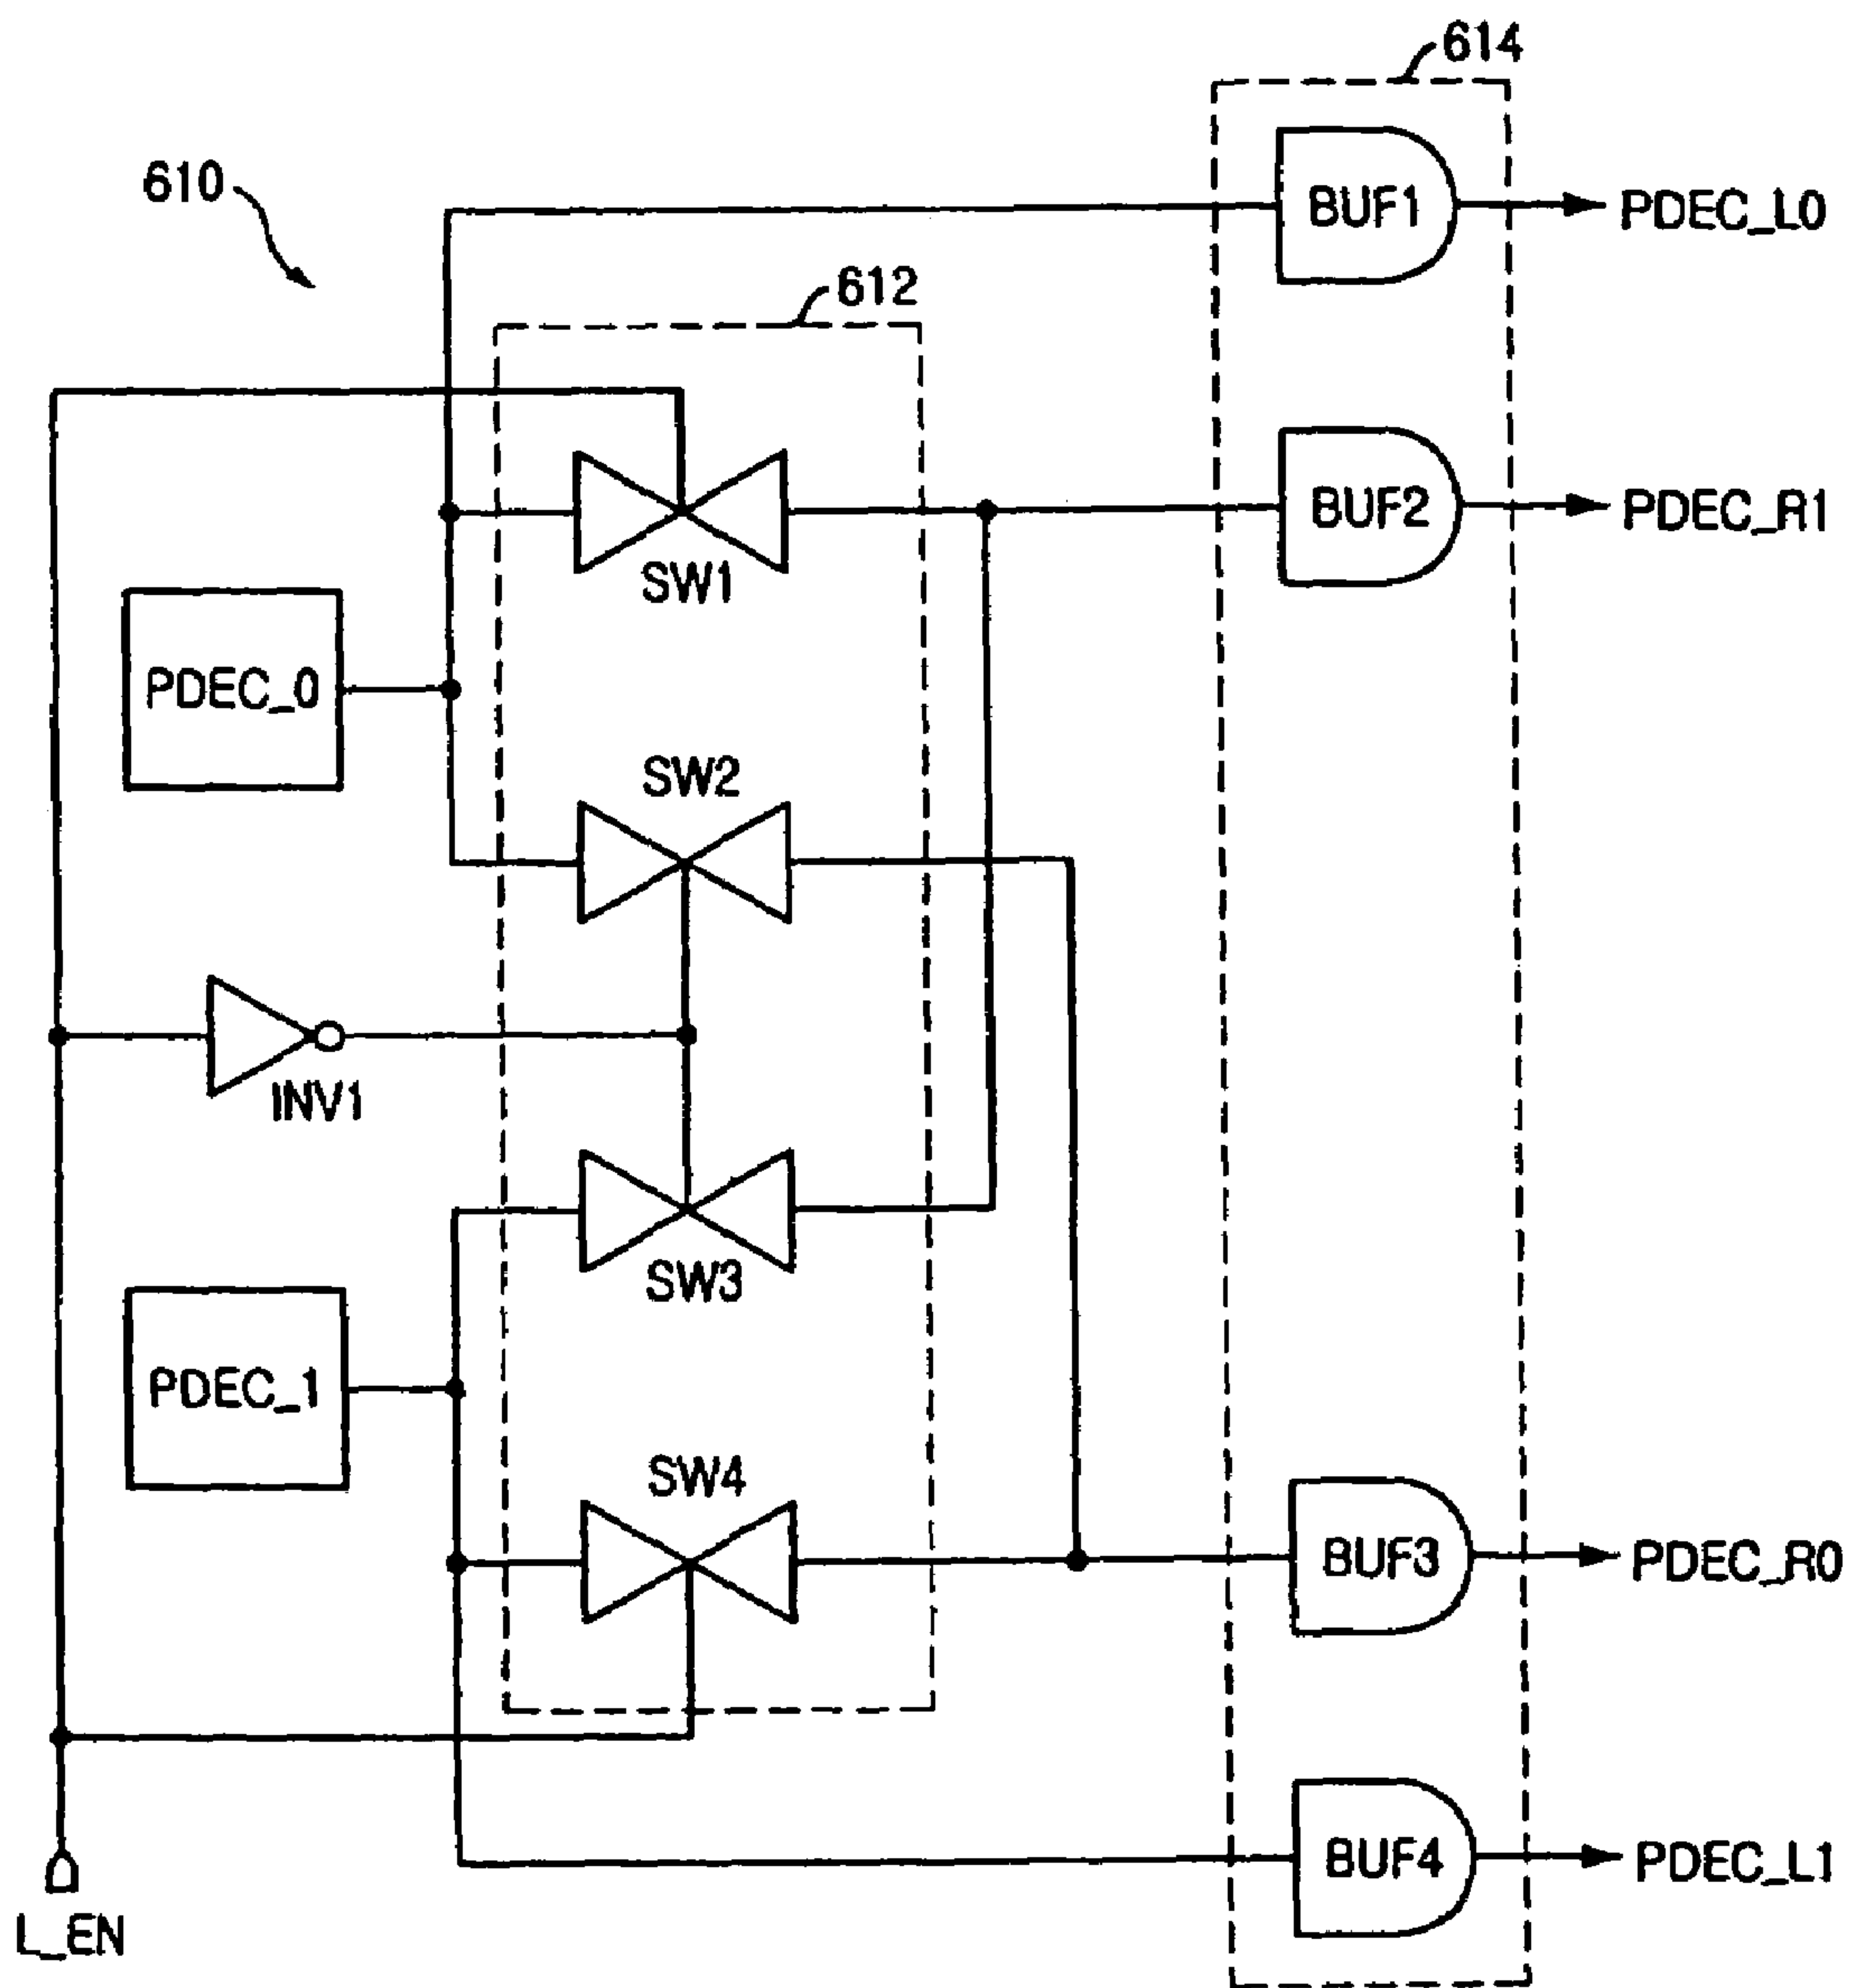 614
610
BUF1
PDEC_L0
612
BUF2
PDEC_R1
SW1
PDEC_0
SW2
INV1
SW3
PDEC_1
SW4
BUF3
PDEC_R0
BUF4
PDEC_L1
L_EN